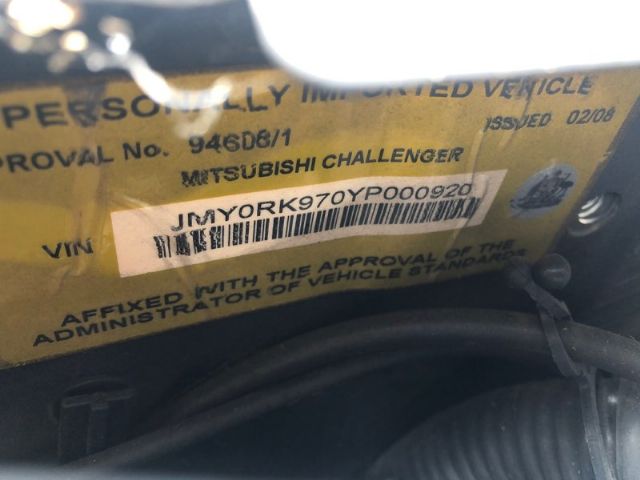 PERSONALLY IMPORTED VEHICLE
PROVAL No. 946D8/1 ISSUED 02/08
MITSUBISHI CHALLENGER
VIN JMY0RK970YP000920
AFFIXED WITH THE APPROVAL OF THE
ADMINISTRATOR OF VEHICLE STANDARDS